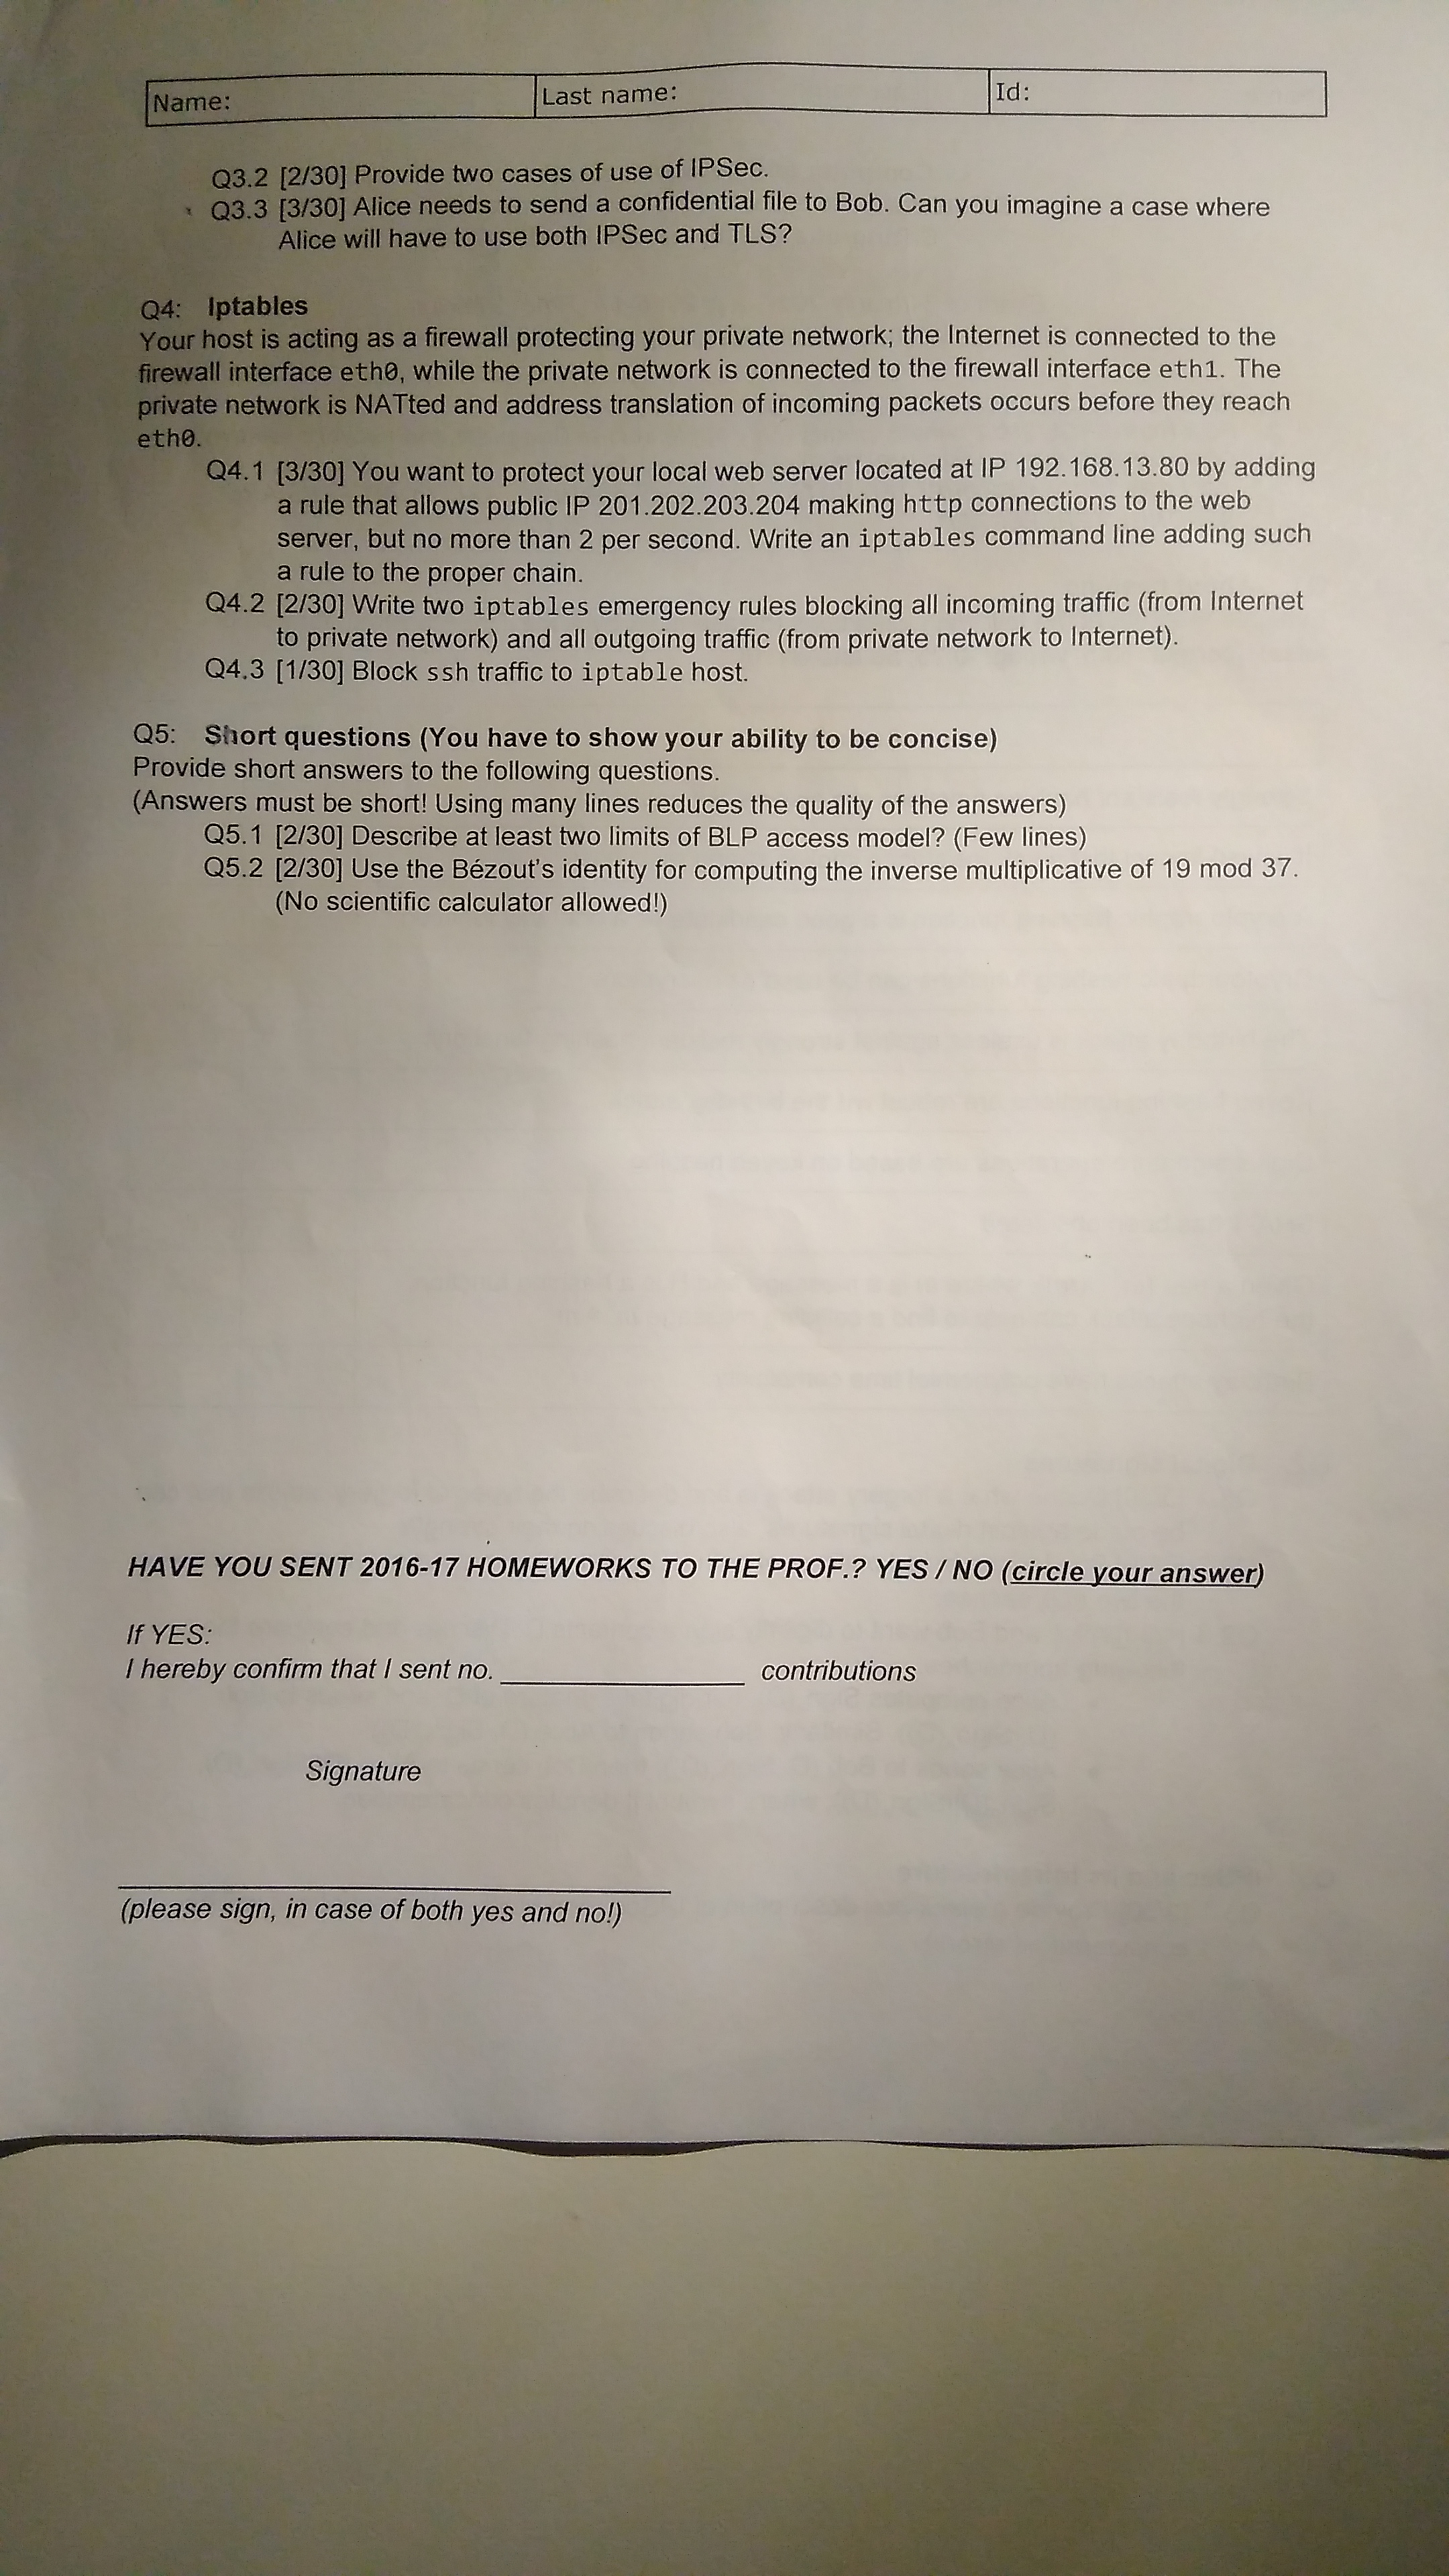 Name: Last name: Id:
Q3.2 [2/30] Provide two cases of use of IPSec.
Q3.3 [3/30] Alice needs to send a confidential file to Bob. Can you imagine a case where
Alice will have to use both IPSec and TLS?
Q4: Iptables
Your host is acting as a firewall protecting your private network; the Internet is connected to the
firewall interface eth0, while the private network is connected to the firewall interface eth1. The
private network is NATted and address translation of incoming packets occurs before they reach
eth0.
Q4.1 [3/30] You want to protect your local web server located at IP 192.168.13.80 by adding
a rule that allows public IP 201.202.203.204 making http connections to the web
server, but no more than 2 per second. Write an iptables command line adding such
a rule to the proper chain.
Q4.2 [2/30] Write two iptables emergency rules blocking all incoming traffic (from Internet
to private network) and all outgoing traffic (from private network to Internet).
Q4.3 [1/30] Block ssh traffic to iptable host.
Q5: Short questions (You have to show your ability to be concise)
Provide short answers to the following questions.
(Answers must be short! Using many lines reduces the quality of the answers)
Q5.1 [2/30] Describe at least two limits of BLP access model? (Few lines)
Q5.2 [2/30] Use the Bézout's identity for computing the inverse multiplicative of 19 mod 37.
(No scientific calculator allowed!)
HAVE YOU SENT 2016-17 HOMEWORKS TO THE PROF.? YES / NO (circle your answer)
If YES:
I hereby confirm that I sent no. ________________ contributions
Signature
(please sign, in case of both yes and no!)